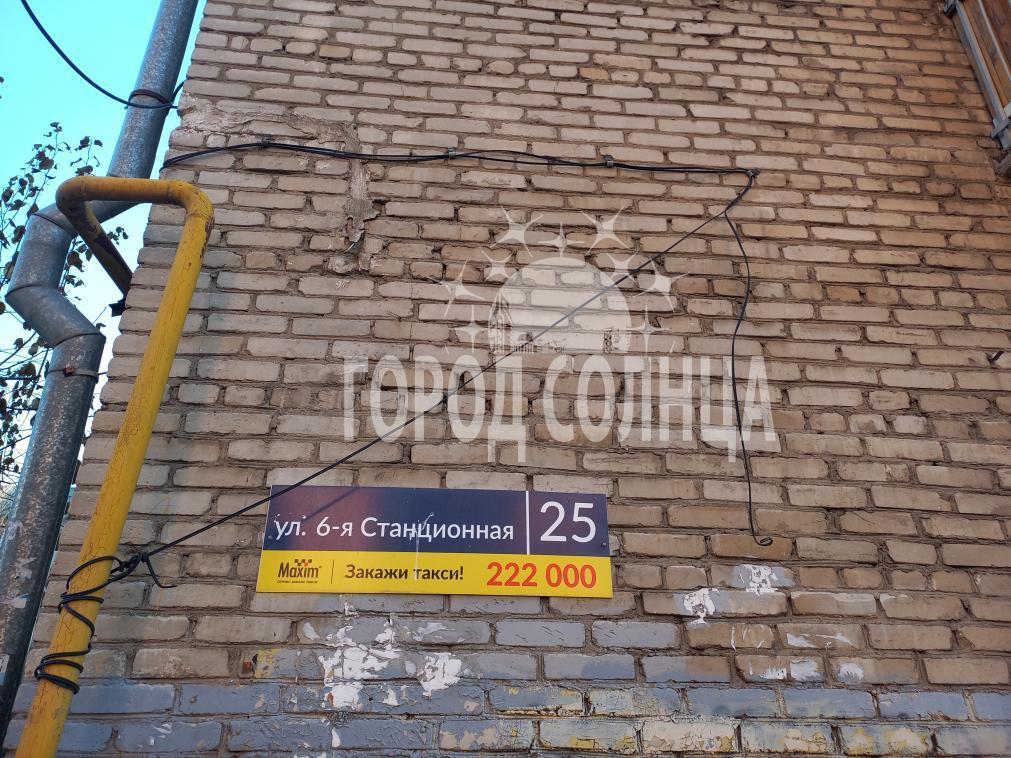 ГОРОД СОЛНЦА
ул. 6-я Станционная 25
Maxim Закажи такси! 222 000